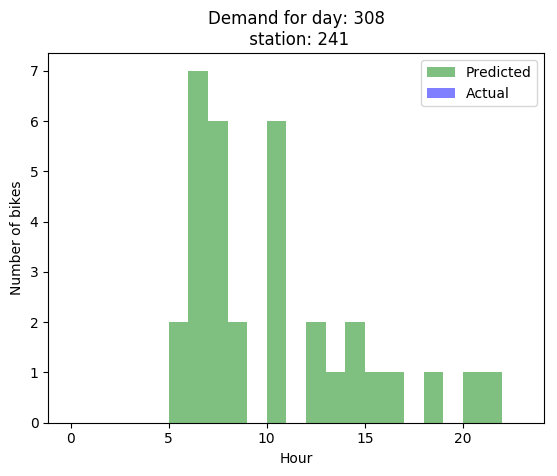 Demand for day: 308
station: 241
Predicted
Actual
Number of bikes
7
6
5
4
3
2
1
0
0 5 10 15 20
Hour